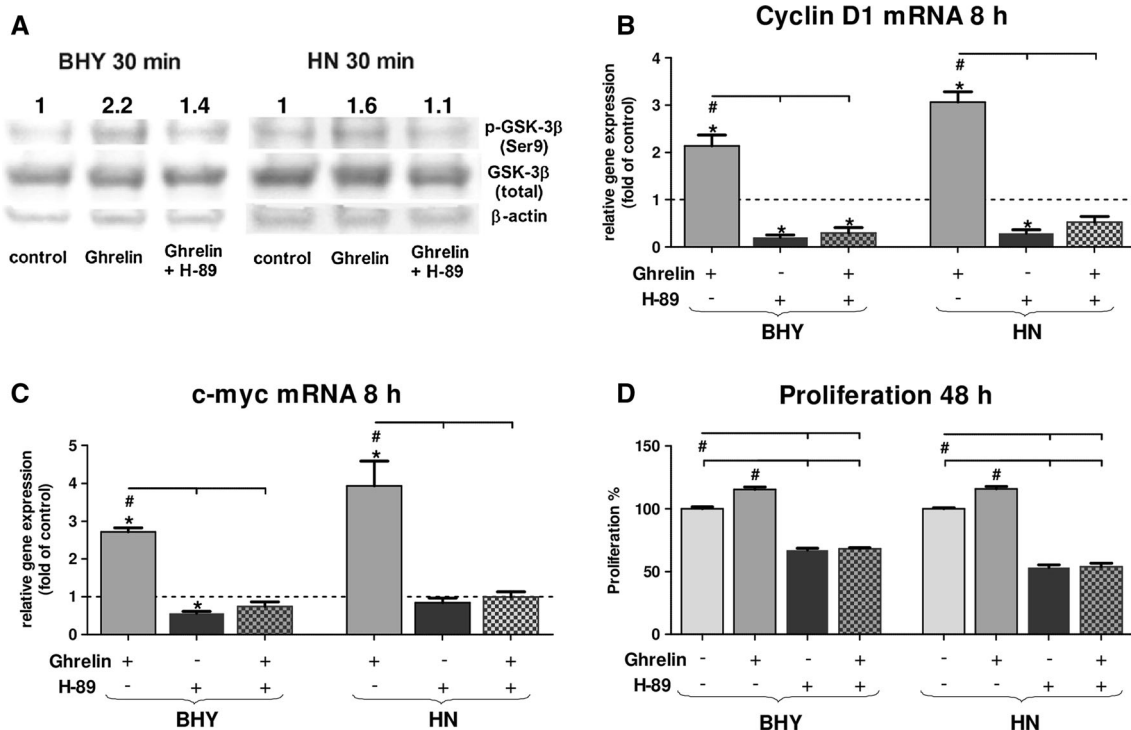 A
BHY 30 min HN 30 min
1 2.2 1.4 1 1.6 1.1
p-GSK-3β
(Ser9)
GSK-3β
(total)
β-actin
control Ghrelin Ghrelin + H-89 control Ghrelin Ghrelin + H-89
B
Cyclin D1 mRNA 8 h
relative gene expression
(fold of control)
4
3
2
1
0
# * * * # * *
Ghrelin + - + + - +
H-89 - + + - + +
BHY HN
C
c-myc mRNA 8 h
relative gene expression
(fold of control)
5
4
3
2
1
0
# * * # *
Ghrelin + - + + - +
H-89 - + + - + +
BHY HN
D
Proliferation 48 h
Proliferation %
150
100
50
0
# # # #
Ghrelin - + - + - + - +
H-89 - - + + - - + +
BHY HN